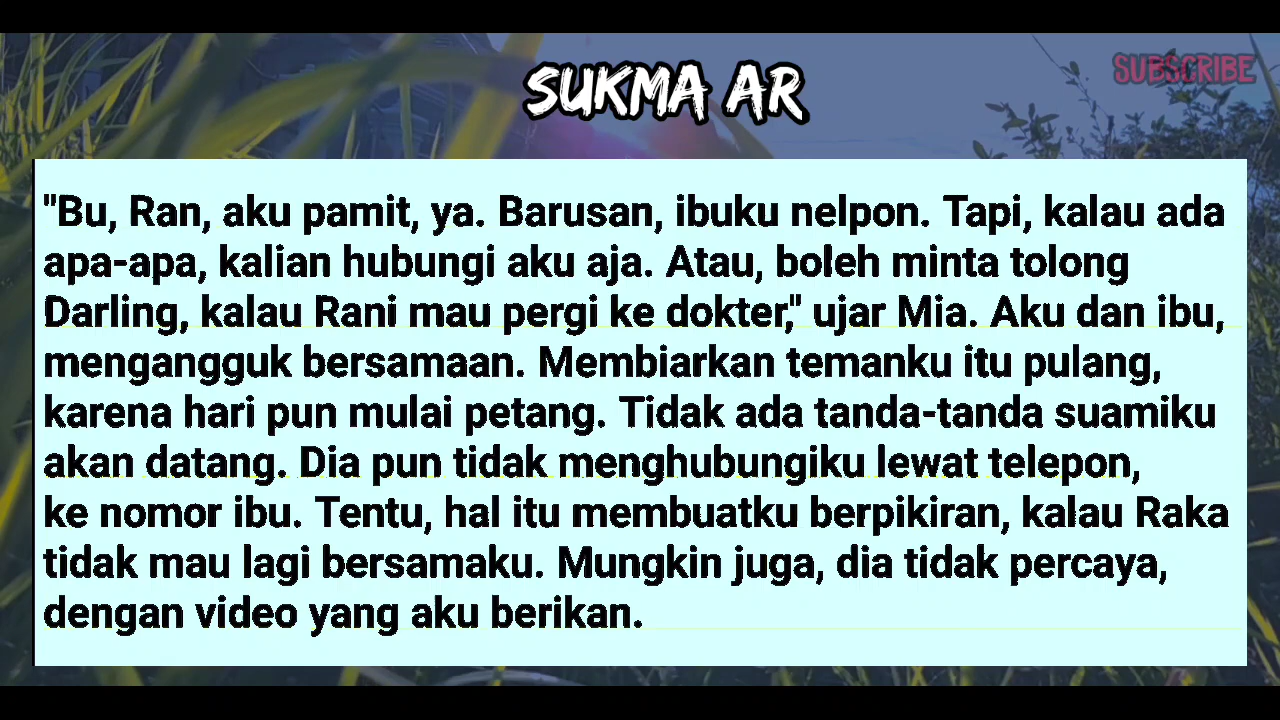 SUKMA AR
SUBSCRIBE
"Bu, Ran, aku pamit, ya. Barusan, ibuku nelpon. Tapi, kalau ada
apa-apa, kalian hubungi aku aja. Atau, boleh minta tolong
Darling, kalau Rani mau pergi ke dokter," ujar Mia. Aku dan ibu,
mengangguk bersamaan. Membiarkan temanku itu pulang,
karena hari pun mulai petang. Tidak ada tanda-tanda suamiku
akan datang. Dia pun tidak menghubungiku lewat telepon,
ke nomor ibu. Tentu, hal itu membuatku berpikiran, kalau Raka
tidak mau lagi bersamaku. Mungkin juga, dia tidak percaya,
dengan video yang aku berikan.